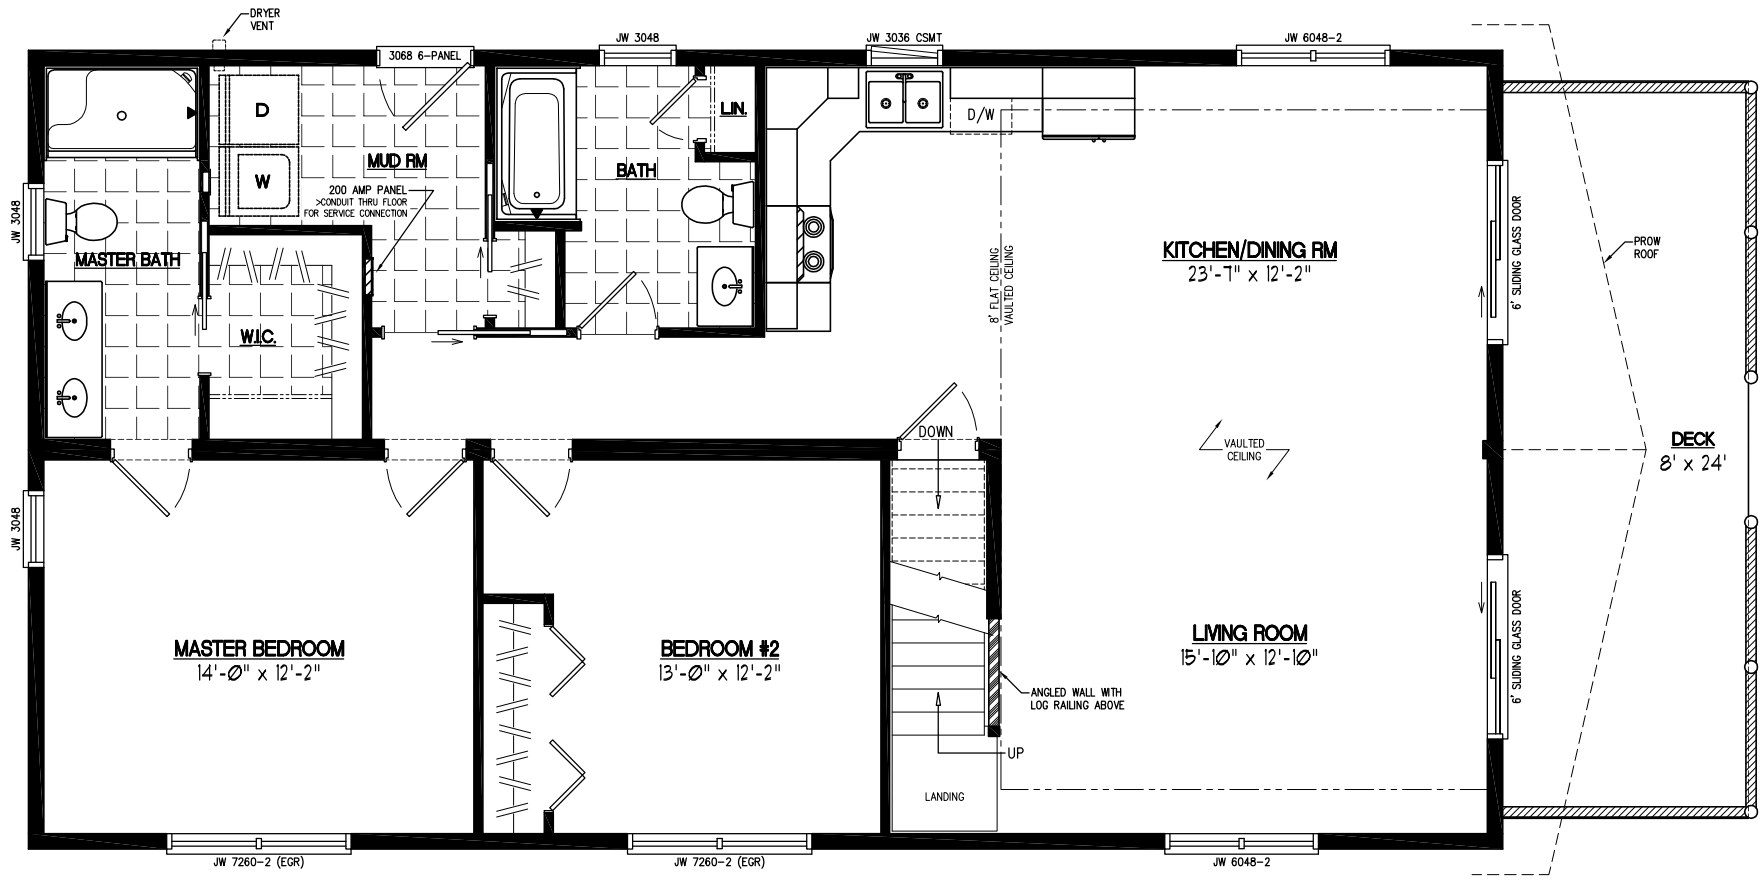 DRYER
VENT
3068 6-PANEL
JW 3048
JW 3036 CSMT
JW 6048-2
D
W
MUD RM
200 AMP PANEL
>CONDUIT THRU FLOOR
FOR SERVICE CONNECTION
BATH
LIN.
D/W
JW 3048
MASTER BATH
W.I.C.
8' FLAT CEILING
VAULTED CEILING
KITCHEN/DINING RM
23'-7" x 12'-2"
6' SLIDING GLASS DOOR
PROW
ROOF
DOWN
VAULTED
CEILING
DECK
8' x 24'
JW 3048
MASTER BEDROOM
14'-0" x 12'-2"
BEDROOM #2
13'-0" x 12'-2"
LIVING ROOM
15'-10" x 12'-10"
6' SLIDING GLASS DOOR
ANGLED WALL WITH
LOG RAILING ABOVE
UP
LANDING
JW 7260-2 (EGR)
JW 7260-2 (EGR)
JW 6048-2